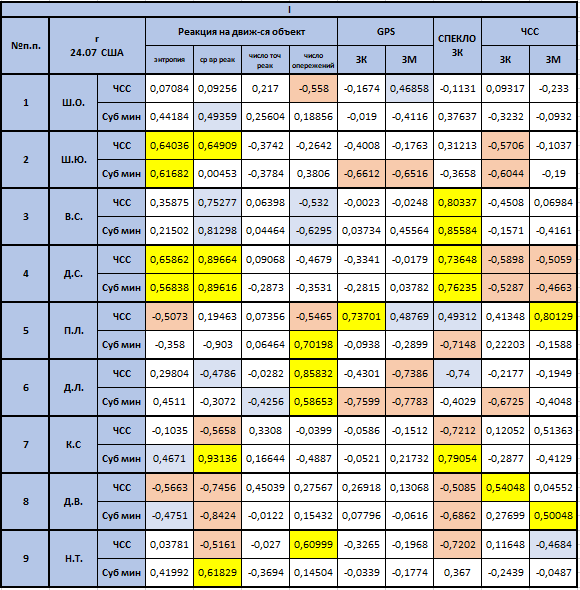 I
№п.п.
г
24.07 США
Реакция на движ-ся объект
GPS
СПЕКЛО
ЗК
ЧСС
энтропия ср вр реак число точ реак число опережений ЗК ЗМ ЗК ЗМ
1 Ш.О. ЧСС 0,07084 0,09256 0,217 -0,558 -0,1674 0,46858 -0,1131 0,09317 -0,233
Суб мин 0,44184 0,49359 0,25604 0,18856 -0,019 -0,4116 0,37637 -0,3232 -0,0932
2 Ш.Ю. ЧСС 0,64036 0,64909 -0,3742 -0,2642 -0,4008 -0,1763 0,31213 -0,5706 -0,1037
Суб мин 0,61682 0,00453 -0,3784 0,3806 -0,6612 -0,6516 -0,3658 -0,6044 -0,19
3 В.С. ЧСС 0,35875 0,75277 0,06398 -0,532 -0,0023 -0,0248 0,80337 -0,4508 0,06984
Суб мин 0,21502 0,81298 0,04464 -0,6295 0,03734 0,45564 0,85584 -0,1571 -0,4161
4 Д.С. ЧСС 0,65862 0,89664 0,09068 -0,4679 -0,3341 -0,0179 0,73648 -0,5898 -0,5059
Суб мин 0,56838 0,89616 -0,2873 -0,3531 -0,2815 0,03782 0,76235 -0,5287 -0,4663
5 П.Л. ЧСС -0,5073 0,19463 0,07356 -0,5465 0,73701 0,48769 0,49312 0,41348 0,80129
Суб мин -0,358 -0,903 0,06464 0,70198 -0,0938 -0,2899 -0,7148 0,22203 -0,1588
6 Д.Л. ЧСС 0,29804 -0,4786 -0,0282 0,85832 -0,4301 -0,7386 -0,74 -0,2177 -0,1949
Суб мин 0,4511 -0,3072 -0,4256 0,58653 -0,7599 -0,7783 -0,4029 -0,6725 -0,4048
7 К.С ЧСС -0,1035 -0,5658 0,3308 -0,0399 -0,0586 -0,1512 -0,7212 0,12052 0,51363
Суб мин 0,4671 0,93136 0,16644 -0,4887 -0,0521 0,21732 0,79054 -0,2877 -0,4129
8 Д.В. ЧСС -0,5663 -0,7456 0,45039 0,27567 0,26918 0,13068 -0,5085 0,54048 0,04552
Суб мин -0,4751 -0,8424 -0,0122 0,15432 0,07796 -0,0616 -0,6862 0,27699 0,50048
9 Н.Т. ЧСС 0,03781 -0,5161 -0,027 0,60999 -0,3265 -0,1968 -0,7202 0,11648 -0,4684
Суб мин 0,41992 0,61829 -0,3694 0,14504 -0,0339 -0,1774 0,367 -0,2439 -0,0487